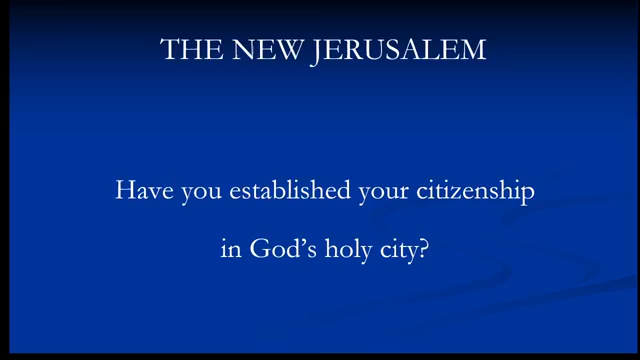 THE NEW JERUSALEM
Have you established your citizenship
in God’s holy city?